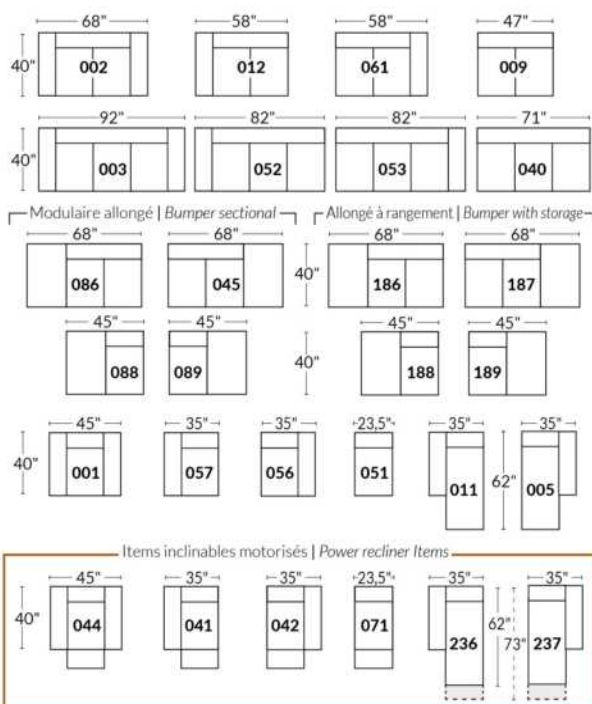 68" 58" 58" 47"
40" 002 012 061 009
92" 82" 82" 71"
40" 003 052 053 040
Modulaire allongé | Bumper sectional Allongé à rangement | Bumper with storage
68" 68" 68" 68"
086 045 40" 186 187
45" 45" 45" 45"
088 089 40" 188 189
45" 35" 35" 23,5" 35" 35"
40" 001 057 056 051 011 62" 005
Items inclinables motorisés | Power recliner Items
45" 35" 35" 23,5" 35" 35"
40" 044 041 042 071 236 62" 73" 237